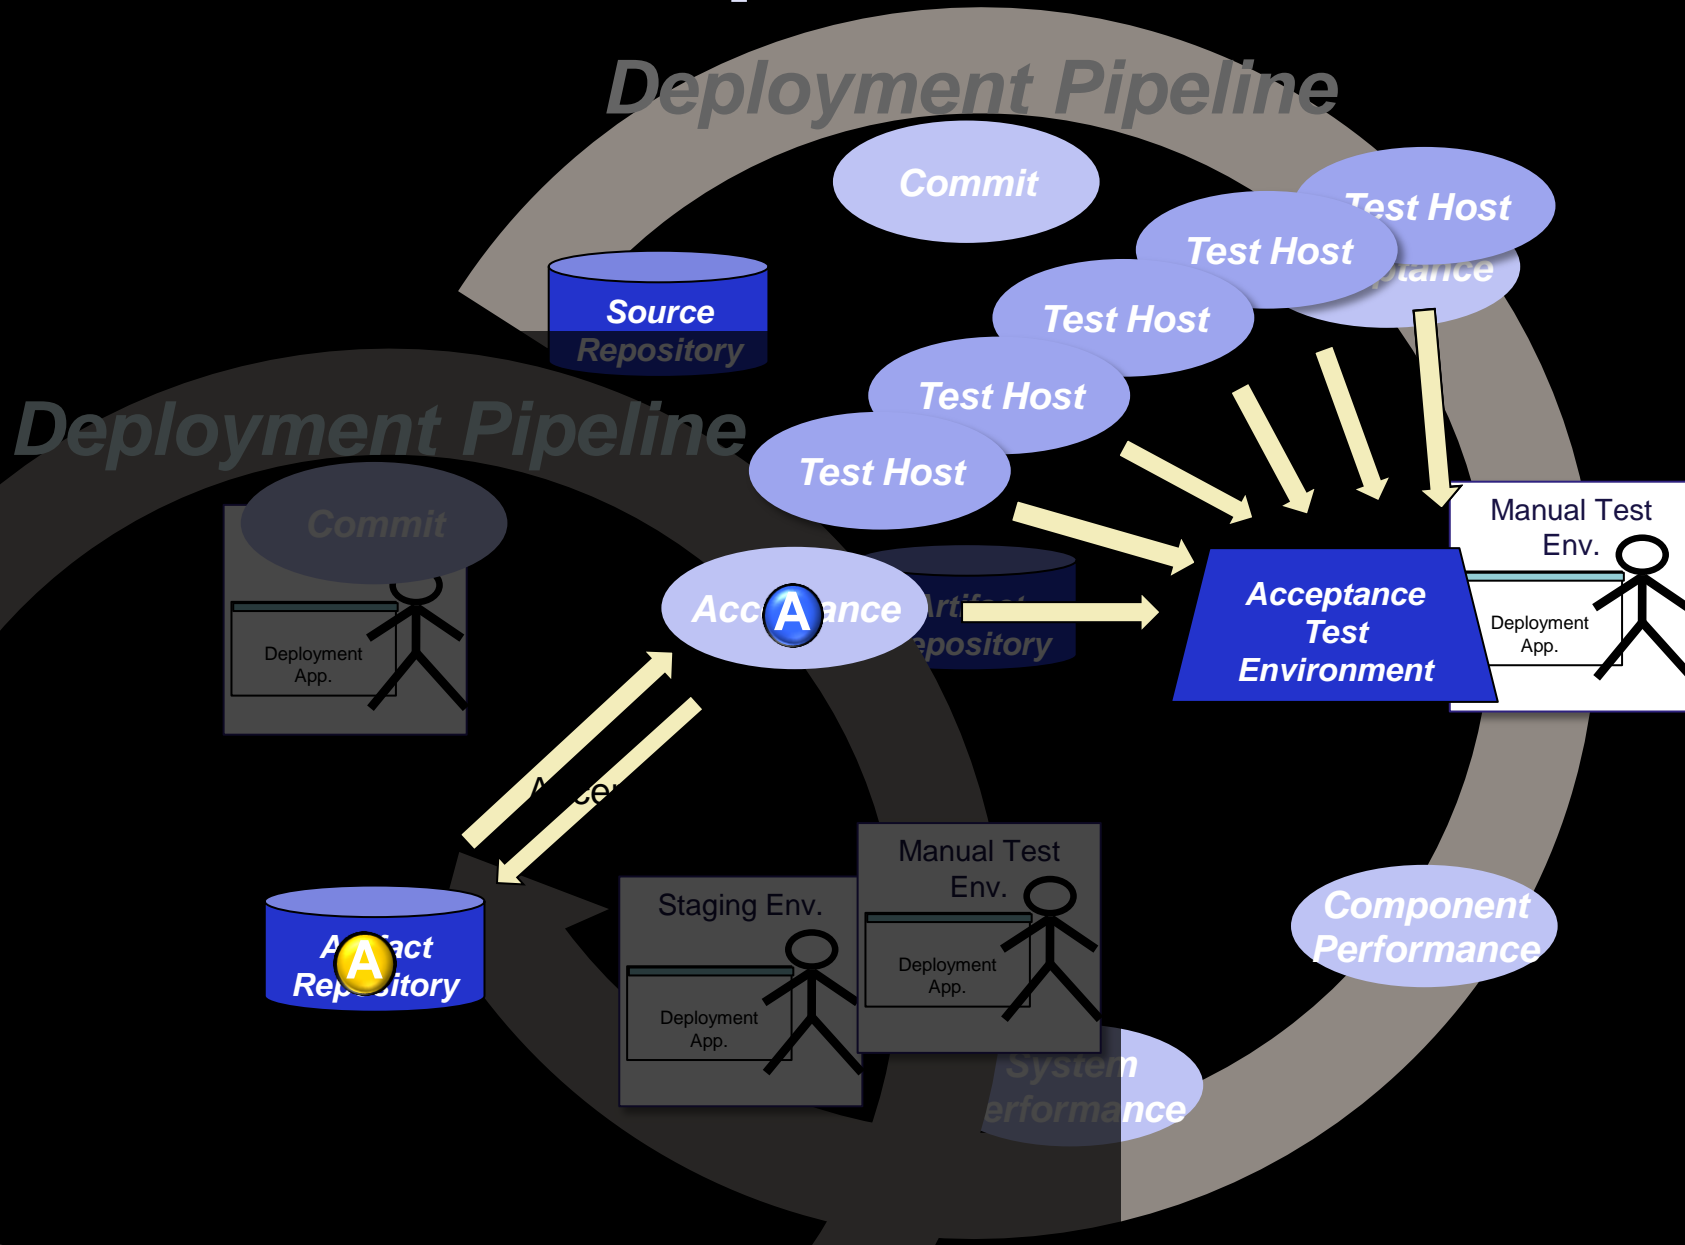 Deployment Pipeline
Commit
Test Host
Test Host
Test Host
Test Host
Test Host
Source
Repository
Deployment Pipeline
Commit
Deployment
App.
A
Manual Test
Env.
Deployment
App.
Acceptance
Test
Environment
Staging Env.
Deployment
App.
Manual Test
Env.
Deployment
App.
A
Component
Performance
System